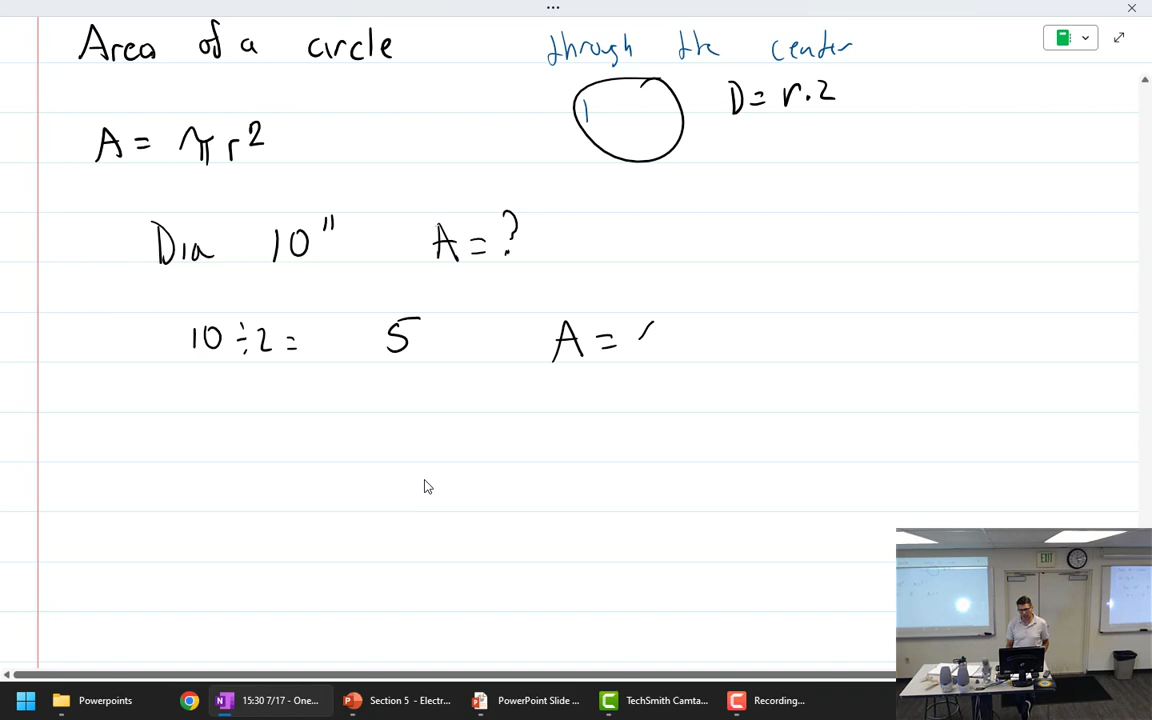 Area of a circle
through the center
D = r.2
A = πr²
Dia 10" A = ?
10 ÷ 2 = 5 A =
Powerpoints
15:30 7/17 - One...
Section 5 - Electr...
PowerPoint Slide ...
TechSmith Camta...
Recording...
EXIT